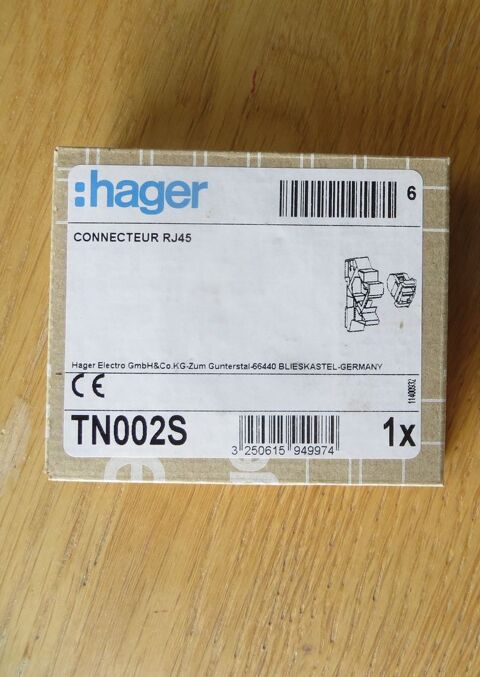 :hager
6
CONNECTEUR RJ45
Hager Electro GmbH&Co.KG-Zum Gunterstal-66440 BLIESKASTEL-GERMANY
CE
11400932
TN002S
1x
3 250615 949974